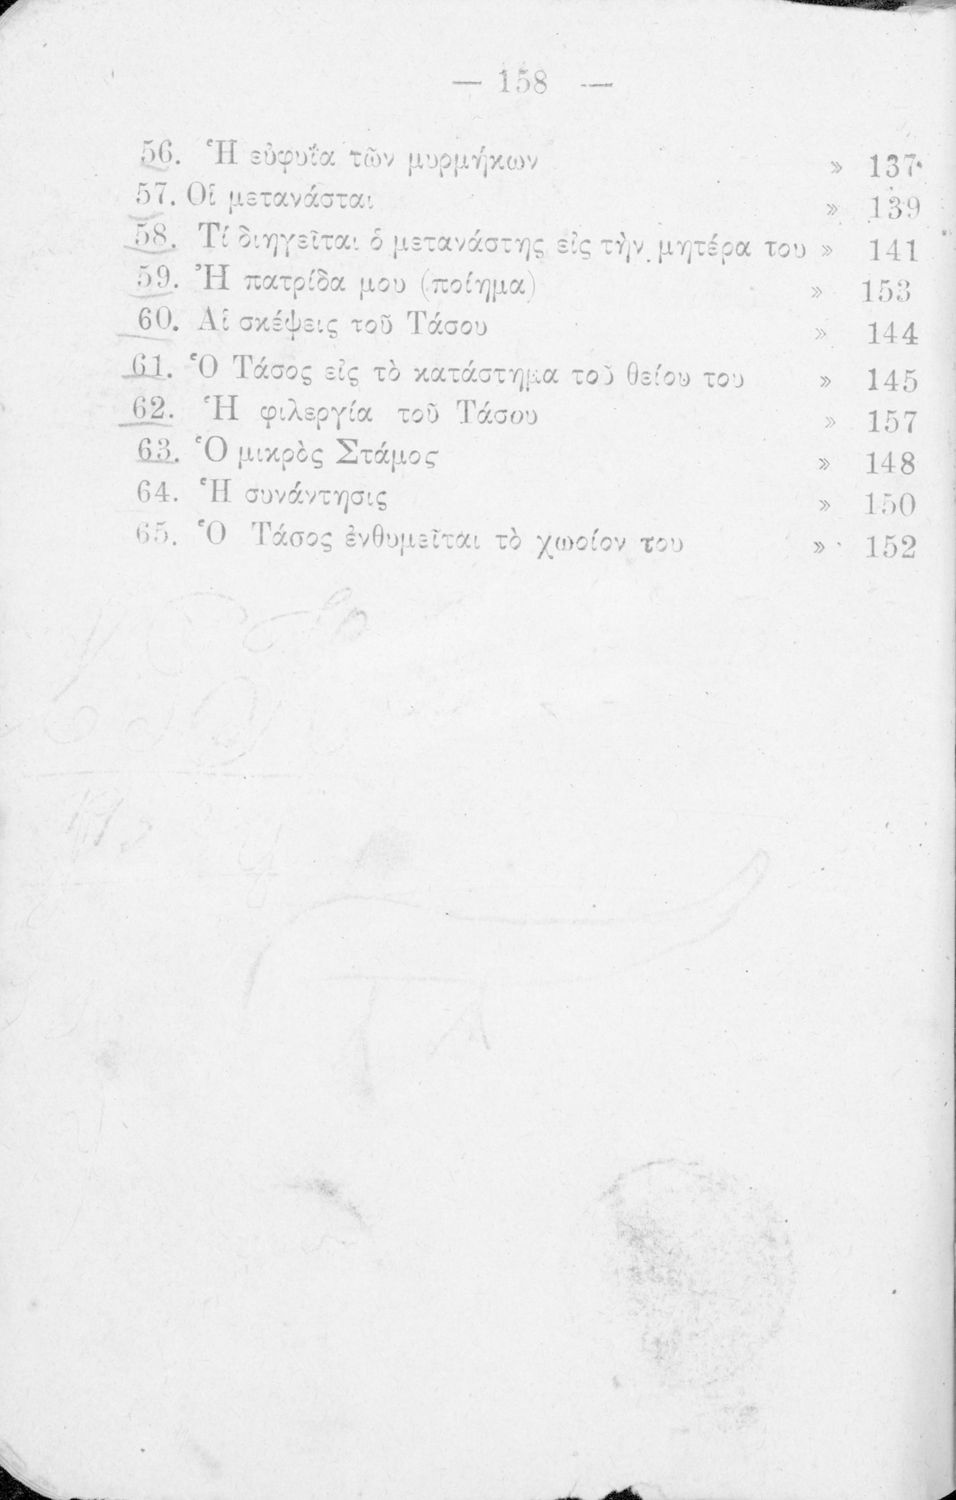 — 158 —
56. Ἡ εὐφυΐα τῶν μυρμήκων » 137
57. Οἱ μετανάσται » 139
58. Τί διηγεῖται ὁ μετανάστης εἰς τὴν μητέρα του » 141
59. Ἡ πατρίδα μου (ποίημα) » 153
60. Αἱ σκέψεις τοῦ Τάσου » 144
61. Ὁ Τάσος εἰς τὸ κατάστημα τοῦ θείου του » 145
62. Ἡ φιλεργία τοῦ Τάσου » 157
63. Ὁ μικρὸς Στάμος » 148
64. Ἡ συνάντησις » 150
65. Ὁ Τάσος ἐνθυμεῖται τὸ χωοίον του » 152